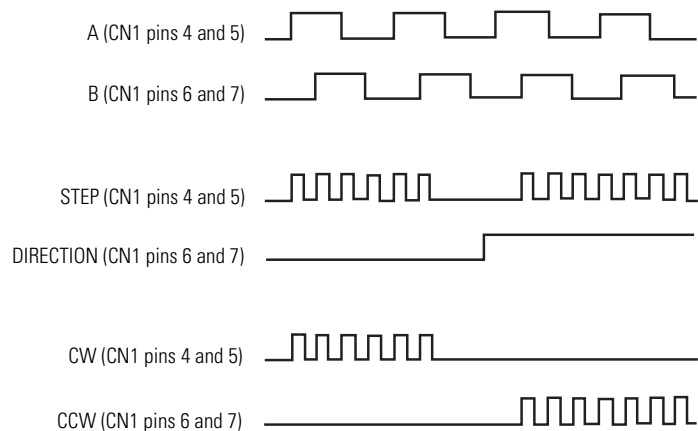 A (CN1 pins 4 and 5)
B (CN1 pins 6 and 7)
STEP (CN1 pins 4 and 5)
DIRECTION (CN1 pins 6 and 7)
CW (CN1 pins 4 and 5)
CCW (CN1 pins 6 and 7)